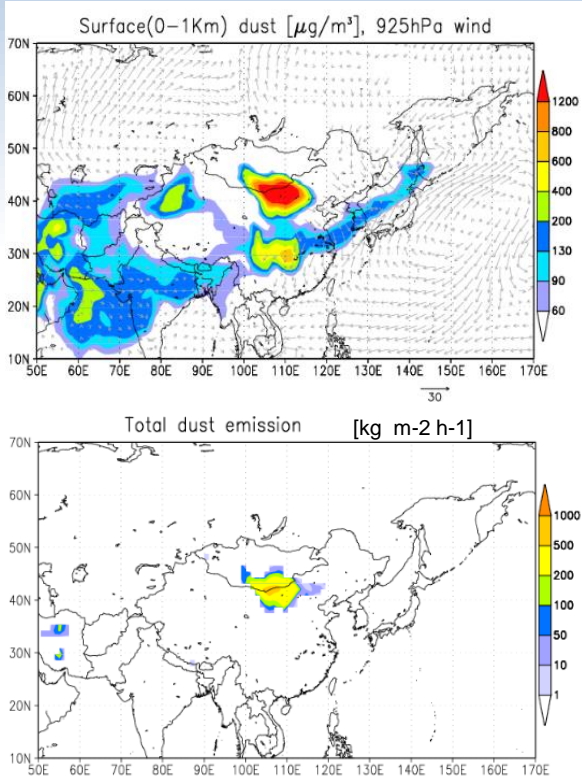 Surface(0-1Km) dust [μg/m³], 925hPa wind
70N
60N
50N
40N
30N
20N
10N
50E 60E 70E 80E 90E 100E 110E 120E 130E 140E 150E 160E 170E
1200
800
600
400
200
130
90
60
30
Total dust emission [kg m-2 h-1]
70N
60N
50N
40N
30N
20N
10N
50E 60E 70E 80E 90E 100E 110E 120E 130E 140E 150E 160E 170E
1000
500
200
100
50
10
1